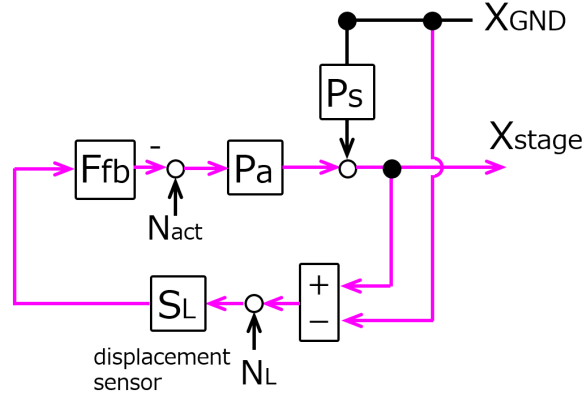 XGND
Ps
Xstage
Ffb
-
Pa
Nact
+
−
SL
displacement
sensor
NL